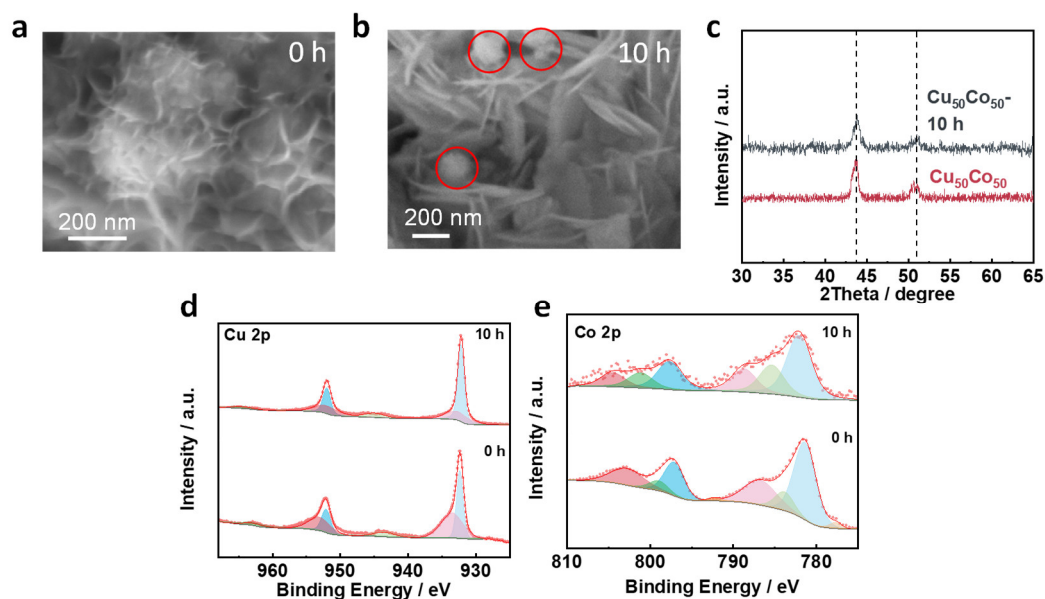 a
0 h
200 nm
b
10 h
200 nm
c
Intensity / a.u.
Cu₅₀Co₅₀-
10 h
Cu₅₀Co₅₀
30 35 40 45 50 55 60 65
2Theta / degree
d
Cu 2p
10 h
0 h
Intensity / a.u.
960 950 940 930
Binding Energy / eV
e
Co 2p
10 h
0 h
Intensity / a.u.
810 800 790 780
Binding Energy / eV